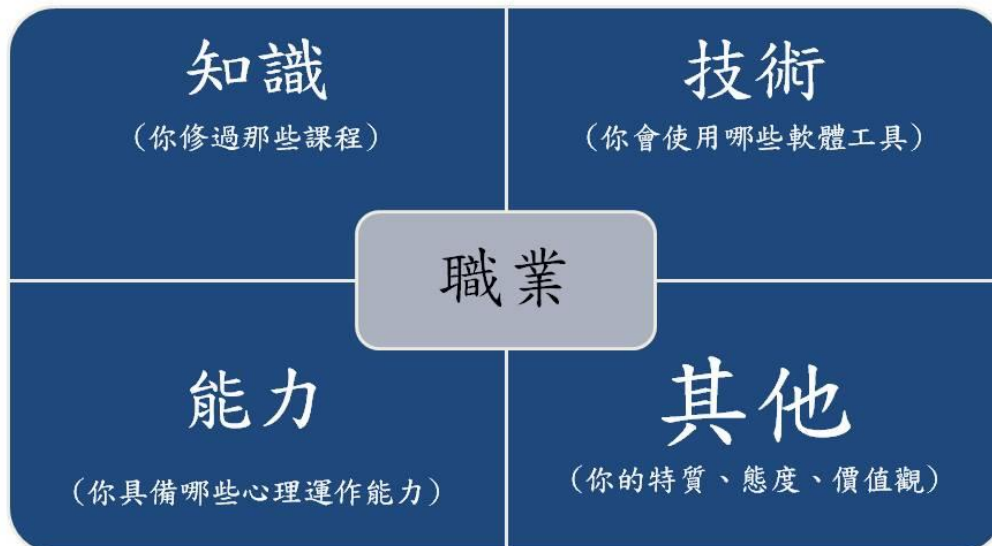 知識
（你修過那些課程）
技術
（你會使用哪些軟體工具）
職業
能力
（你具備哪些心理運作能力）
其他
（你的特質、態度、價值觀）